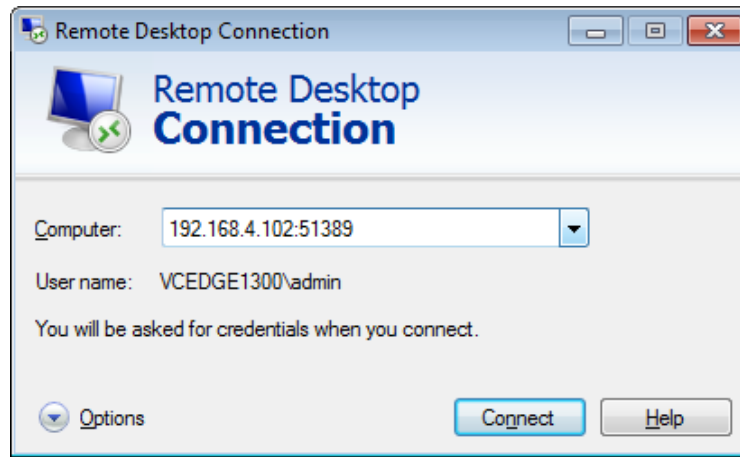 Remote Desktop Connection
Remote Desktop
Connection
Computer: 192.168.4.102:51389
User name: VCEDGE1300\admin
You will be asked for credentials when you connect.
Options Connect Help